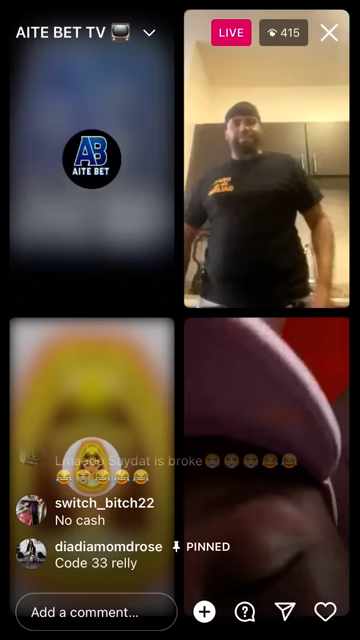 AITE BET TV 📺
LIVE
415
AB
AITE BET
Lmaooo Saydat is broke😂😂😂😂😂
😂😂😂😂😂
switch_bitch22
No cash
diadiamomdrose PINNED
Code 33 relly
Add a comment...